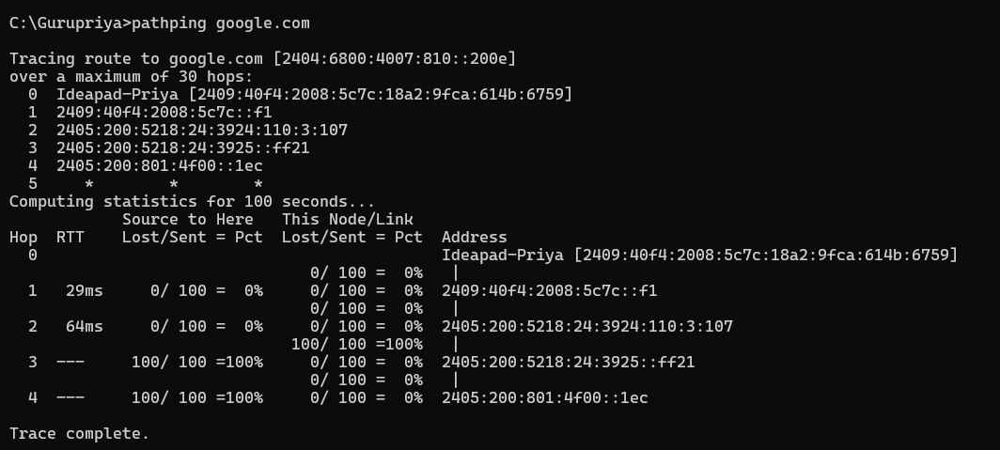 C:\Gurupriya>pathping google.com
Tracing route to google.com [2404:6800:4007:810::200e]
over a maximum of 30 hops:
  0  Ideapad-Priya [2409:40f4:2008:5c7c:18a2:9fca:614b:6759]
  1  2409:40f4:2008:5c7c::f1
  2  2405:200:5218:24:3924:110:3:107
  3  2405:200:5218:24:3925::ff21
  4  2405:200:801:4f00::1ec
  5     *        *        *
Computing statistics for 100 seconds...
            Source to Here   This Node/Link
Hop  RTT    Lost/Sent = Pct  Lost/Sent = Pct  Address
  0                                           Ideapad-Priya [2409:40f4:2008:5c7c:18a2:9fca:614b:6759]
                                0/ 100 =  0%   |
  1   29ms     0/ 100 =  0%     0/ 100 =  0%  2409:40f4:2008:5c7c::f1
                                0/ 100 =  0%   |
  2   64ms     0/ 100 =  0%     0/ 100 =  0%  2405:200:5218:24:3924:110:3:107
                              100/ 100 =100%   |
  3  ---     100/ 100 =100%     0/ 100 =  0%  2405:200:5218:24:3925::ff21
                                0/ 100 =  0%   |
  4  ---     100/ 100 =100%     0/ 100 =  0%  2405:200:801:4f00::1ec
Trace complete.